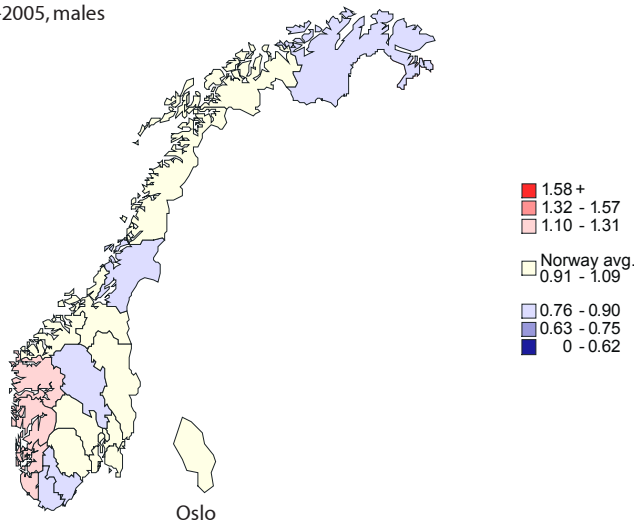 -2005, males
1.58 +
1.32 - 1.57
1.10 - 1.31
Norway avg.
0.91 - 1.09
0.76 - 0.90
0.63 - 0.75
0 - 0.62
Oslo